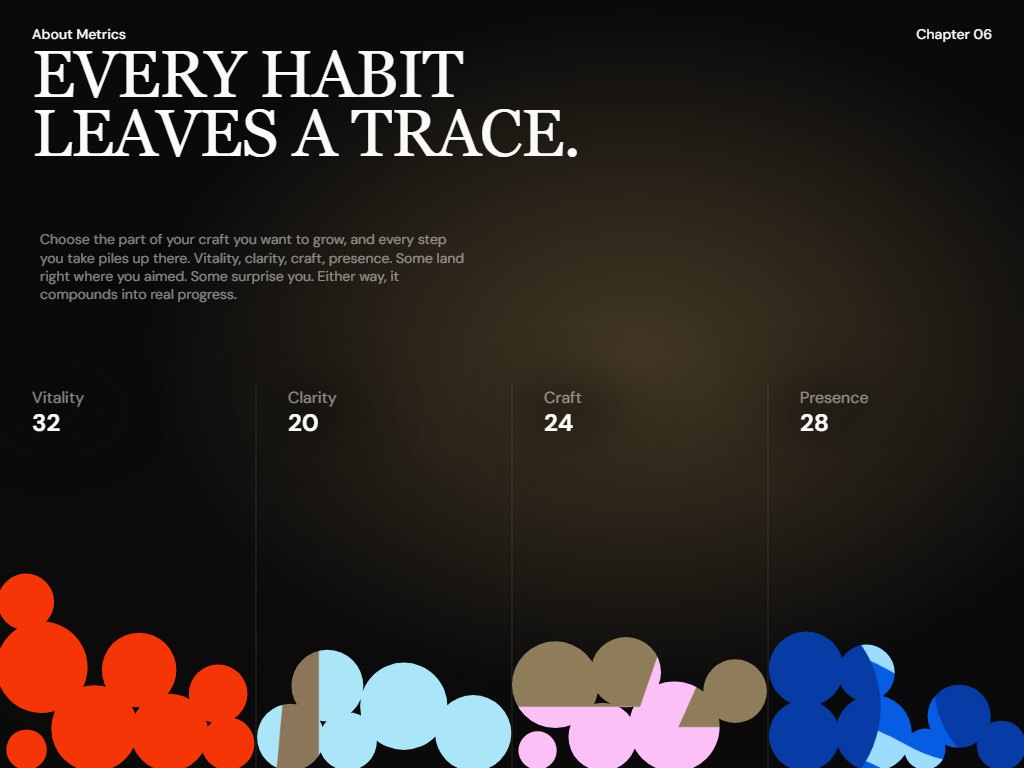 About Metrics
Chapter 06
EVERY HABIT
LEAVES A TRACE.
Choose the part of your craft you want to grow, and every step
you take piles up there. Vitality, clarity, craft, presence. Some land
right where you aimed. Some surprise you. Either way, it
compounds into real progress.
Vitality
32
Clarity
20
Craft
24
Presence
28